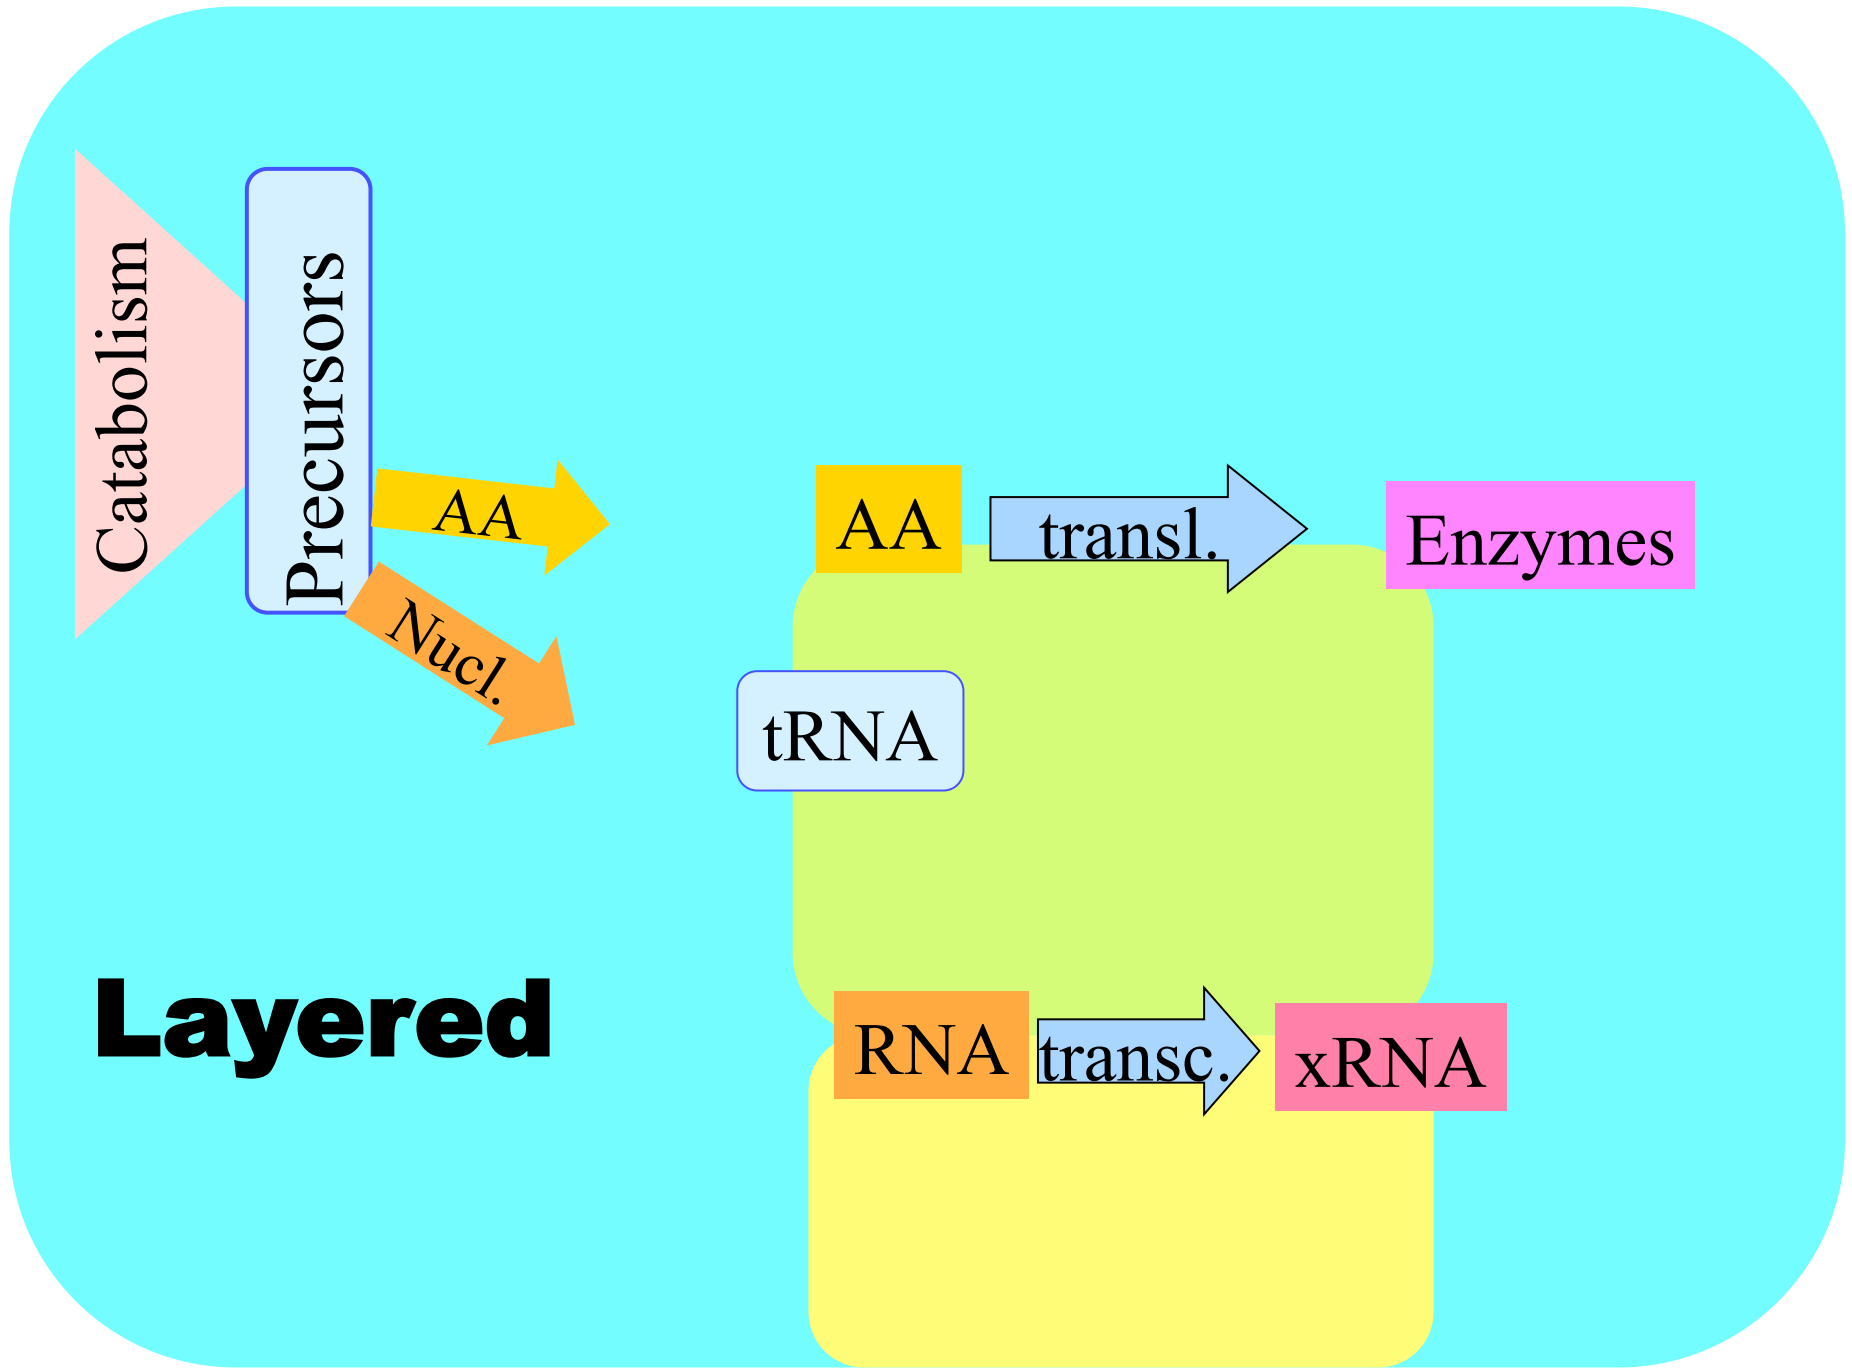 Catabolism
Precursors
AA
Nucl.
AA
transl.
Enzymes
tRNA
Layered
RNA
transc.
xRNA